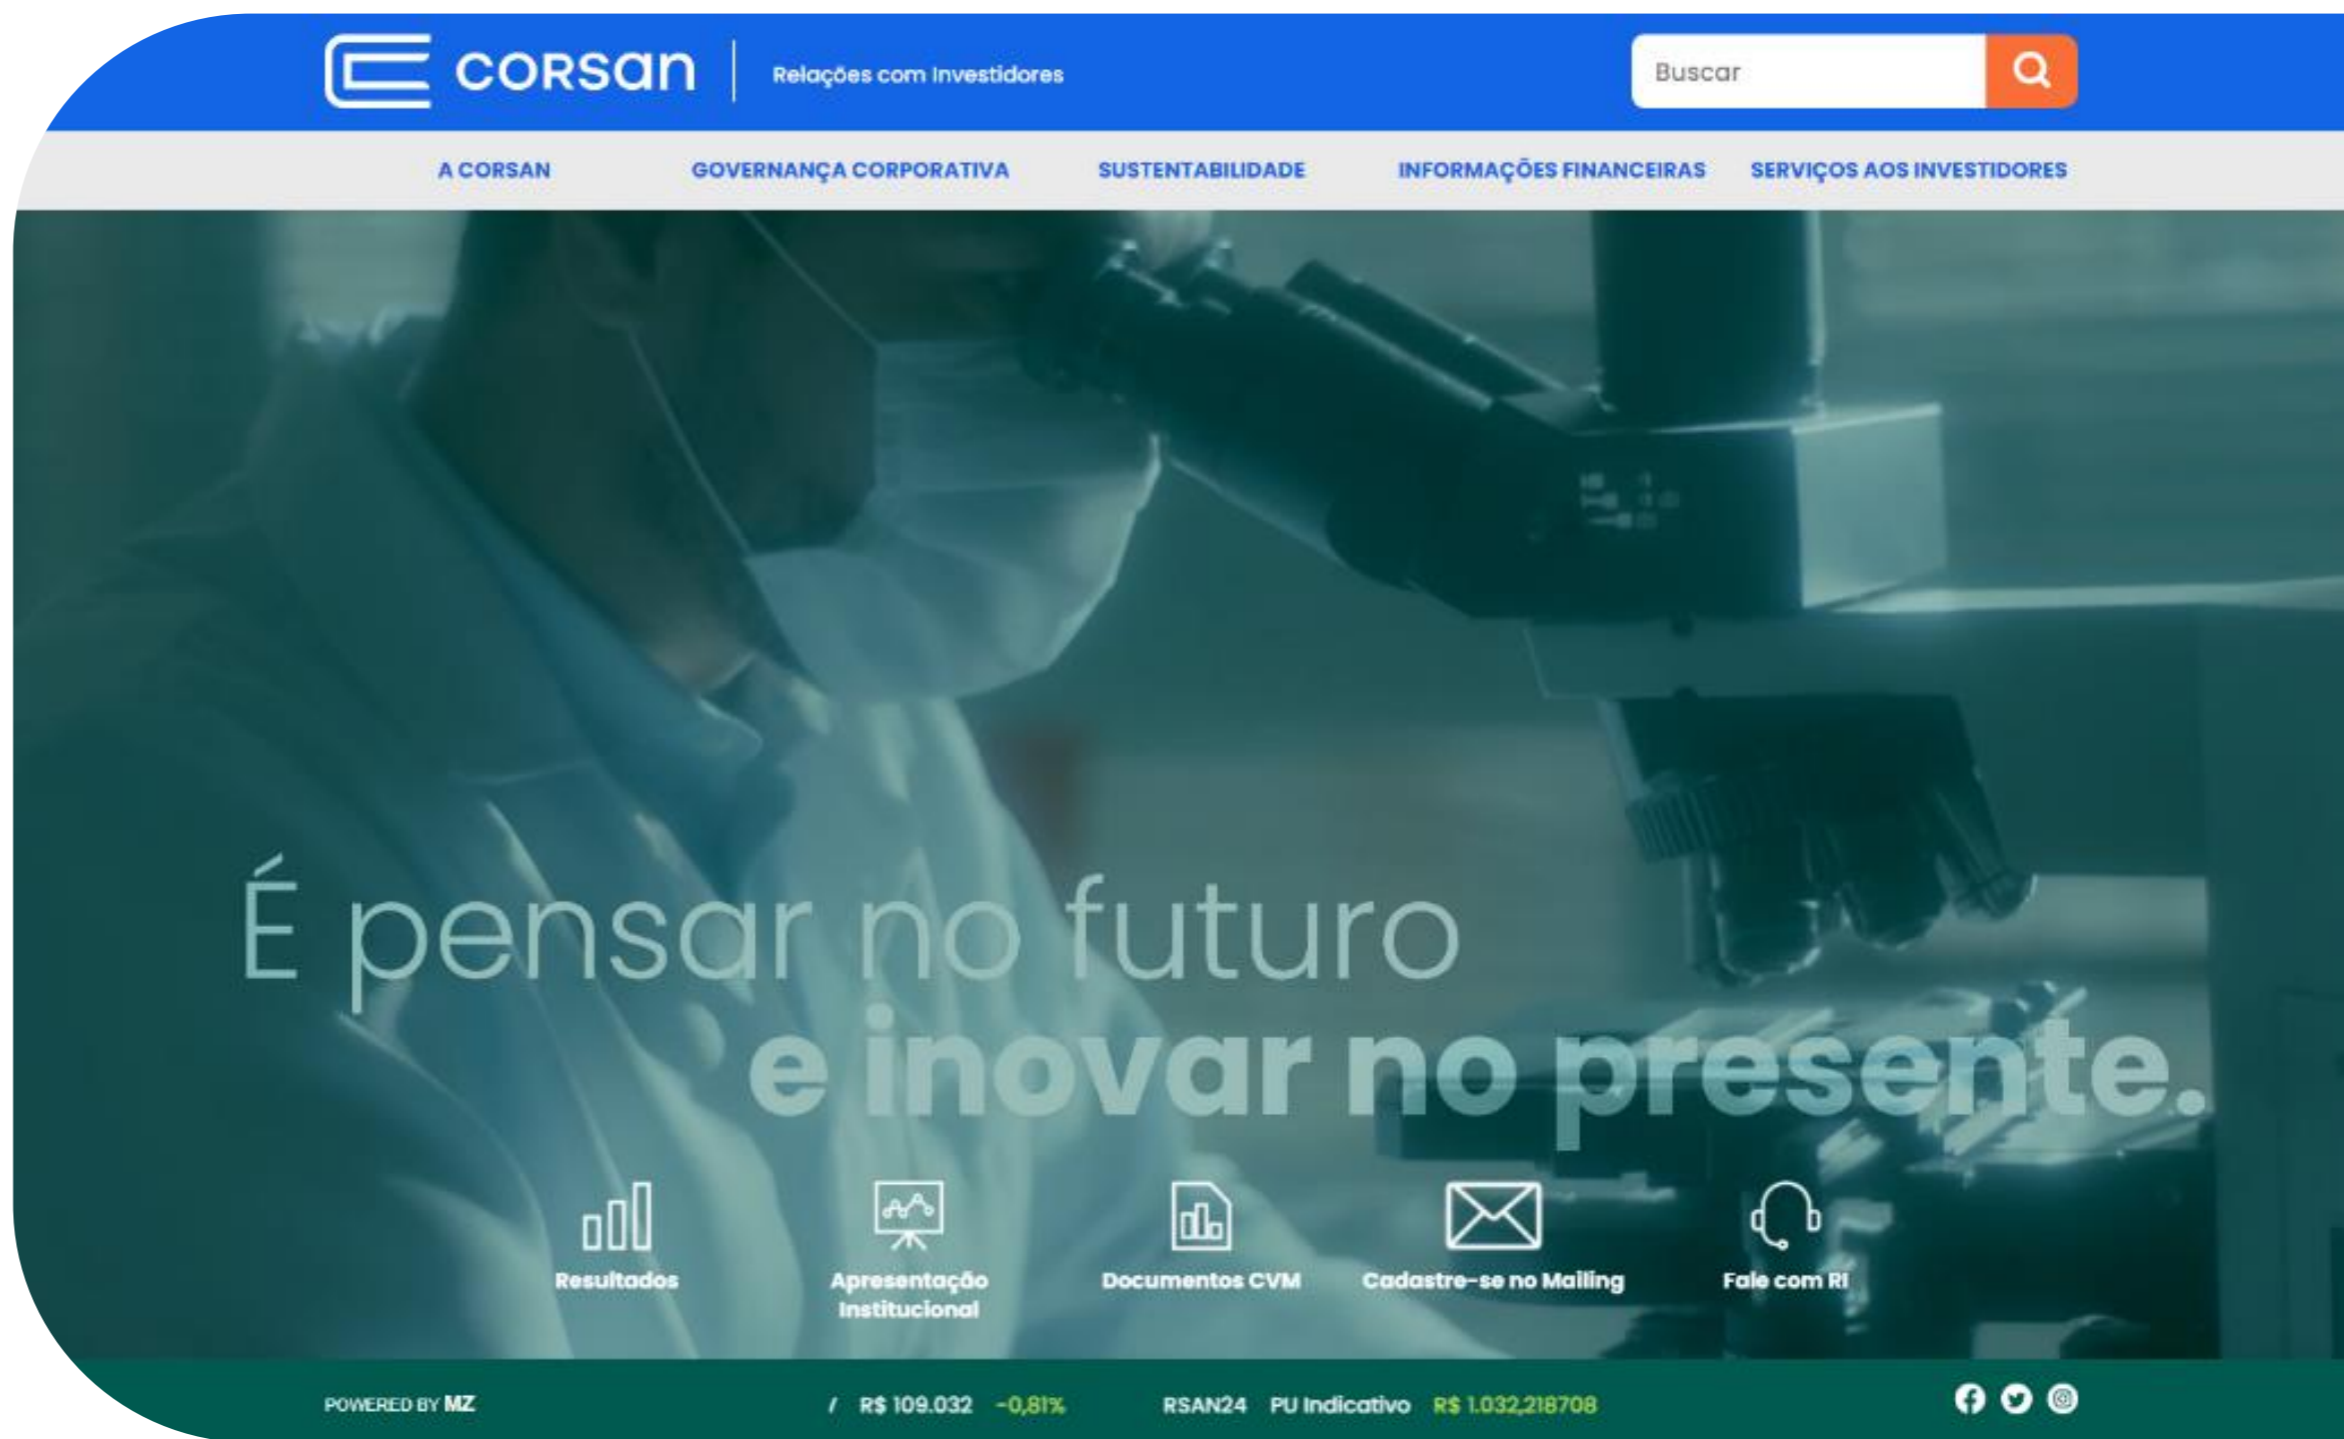 corsan
Relações com Investidores
Buscar
A CORSAN
GOVERNANÇA CORPORATIVA
SUSTENTABILIDADE
INFORMAÇÕES FINANCEIRAS
SERVIÇOS AOS INVESTIDORES
É pensar no futuro
e inovar no presente.
Resultados
Apresentação
Institucional
Documentos CVM
Cadastre-se no Mailing
Fale com RI
POWERED BY MZ
/ R$ 109.032 -0,81%
RSAN24 PU Indicativo R$ 1.032,218708